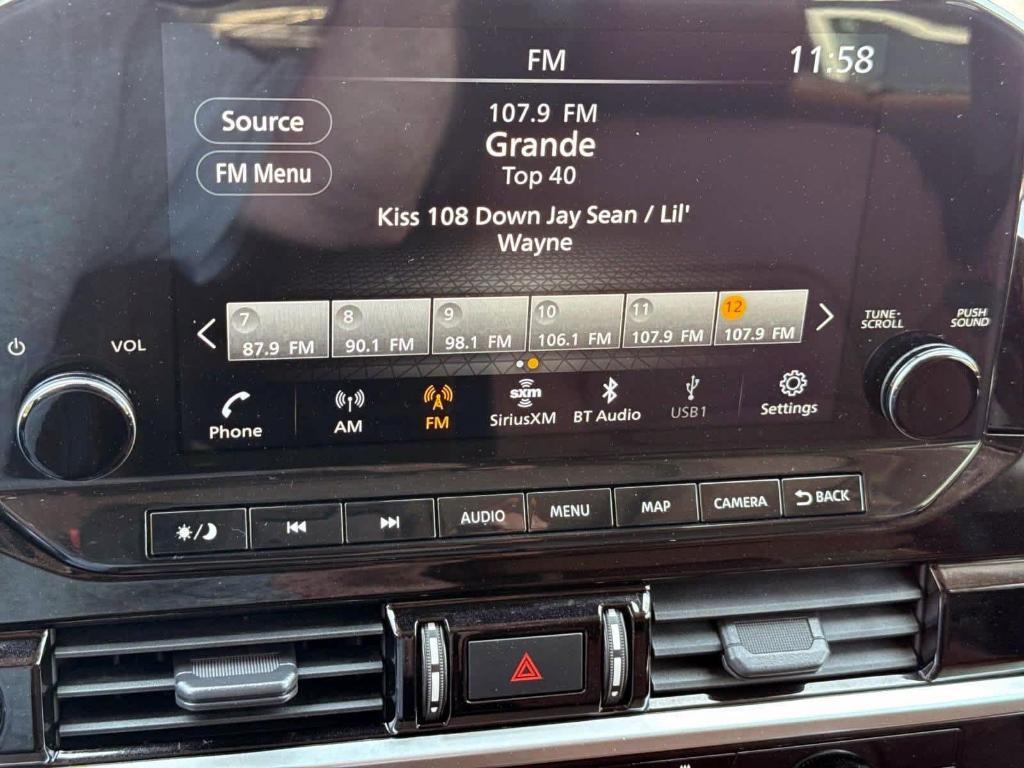 FM
11:58
Source
107.9 FM
Grande
FM Menu
Top 40
Kiss 108 Down Jay Sean / Lil'
Wayne
7
8
9
10
11
12
87.9 FM
90.1 FM
98.1 FM
106.1 FM
107.9 FM
107.9 FM
VOL
TUNE-
SCROLL
PUSH
SOUND
Phone
AM
FM
sxm
SiriusXM
BT Audio
USB1
Settings
AUDIO
MENU
MAP
CAMERA
BACK